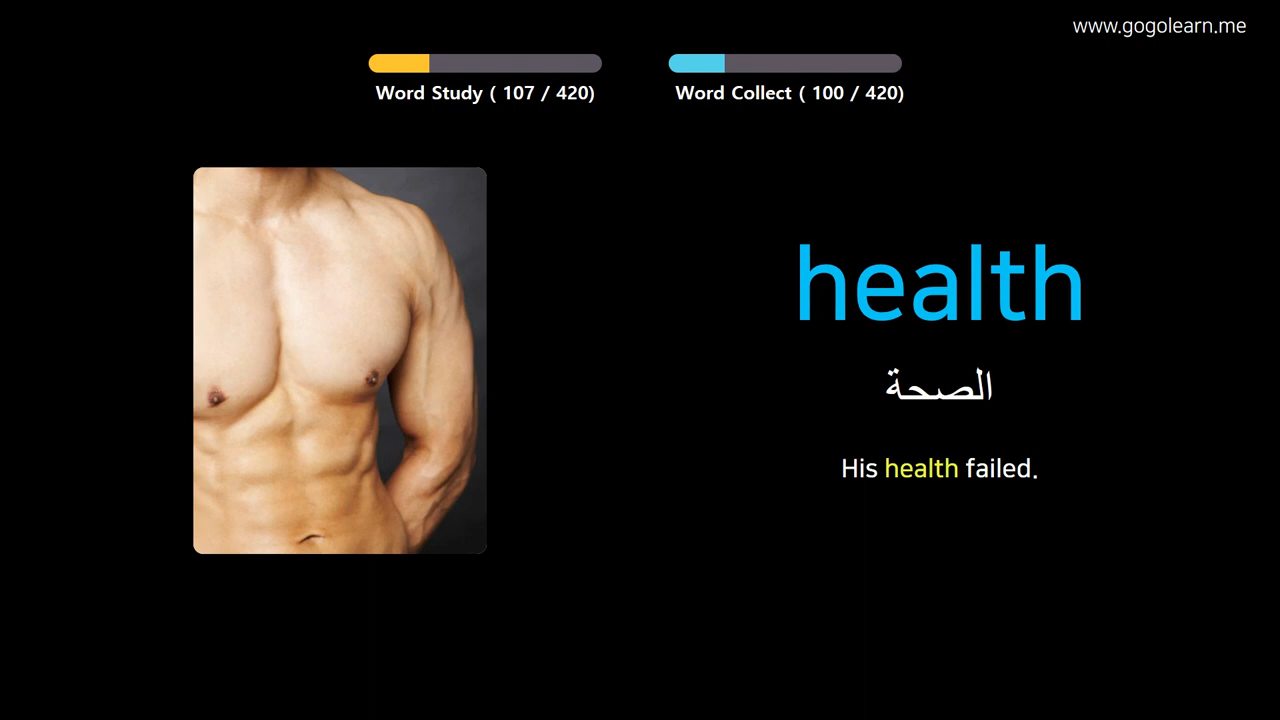 www.gogolearn.me
Word Study ( 107 / 420)
Word Collect ( 100 / 420)
health
الصحة
His health failed.